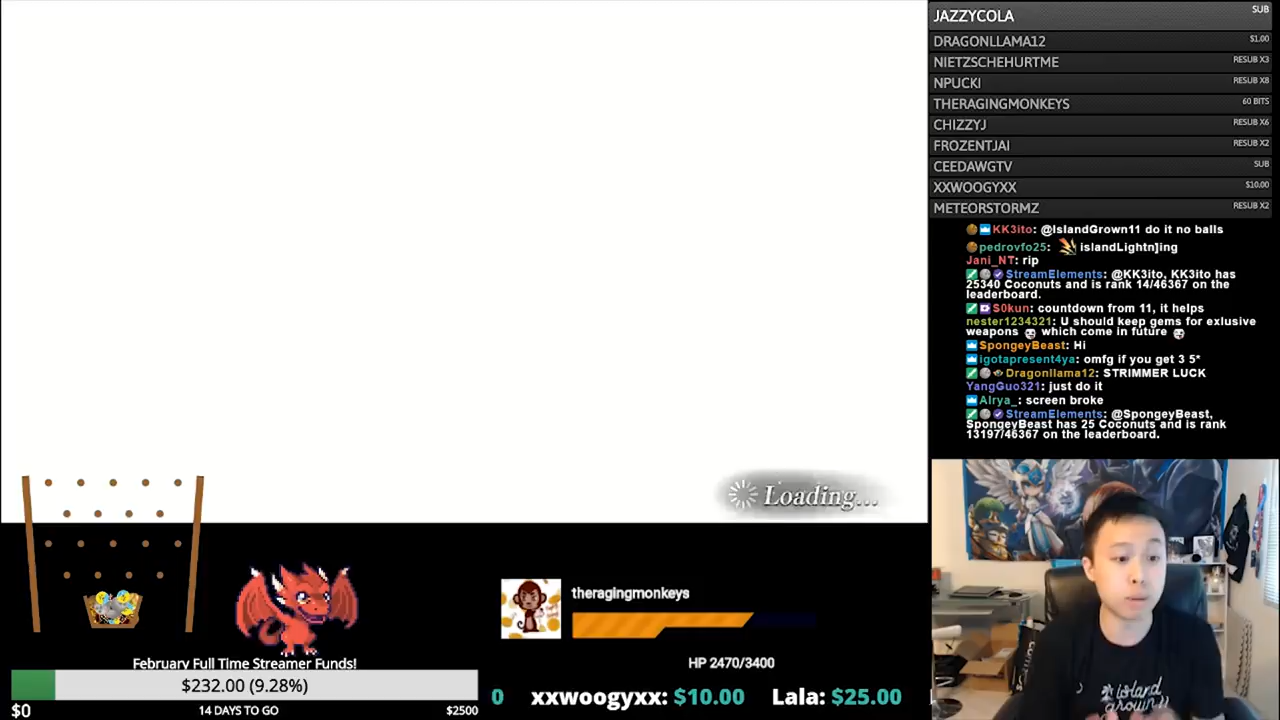 JAZZYCOLA SUB
DRAGONLLAMA12 $1.00
NIETZSCHEHURTME RESUB X3
NPUCKI RESUB X8
THERAGINGMONKEYS 60 BITS
CHIZZYJ RESUB X6
FROZENTJAI RESUB X2
CEEDAWGTV SUB
XXWOOGYXX $10.00
METEORSTORMZ RESUB X2
KK3ito: @IslandGrown11 do it no balls
pedrovfo25: islandLightn]ing
Jani_NT: rip
StreamElements: @KK3ito, KK3ito has
25340 Coconuts and is rank 14/46367 on the
leaderboard.
S0kun: countdown from 11, it helps
nester1234321: U should keep gems for exlusive
weapons which come in future
SpongeyBeast: Hi
igotapresent4ya: omfg if you get 3 5*
Dragonllama12: STRIMMER LUCK
YangGuo321: just do it
Alrya_: screen broke
StreamElements: @SpongeyBeast,
SpongeyBeast has 25 Coconuts and is rank
13197/46367 on the leaderboard.
Loading...
theragingmonkeys
HP 2470/3400
February Full Time Streamer Funds!
$232.00 (9.28%)
$0 14 DAYS TO GO $2500
0 xxwoogyxx: $10.00 Lala: $25.00
island
grown11